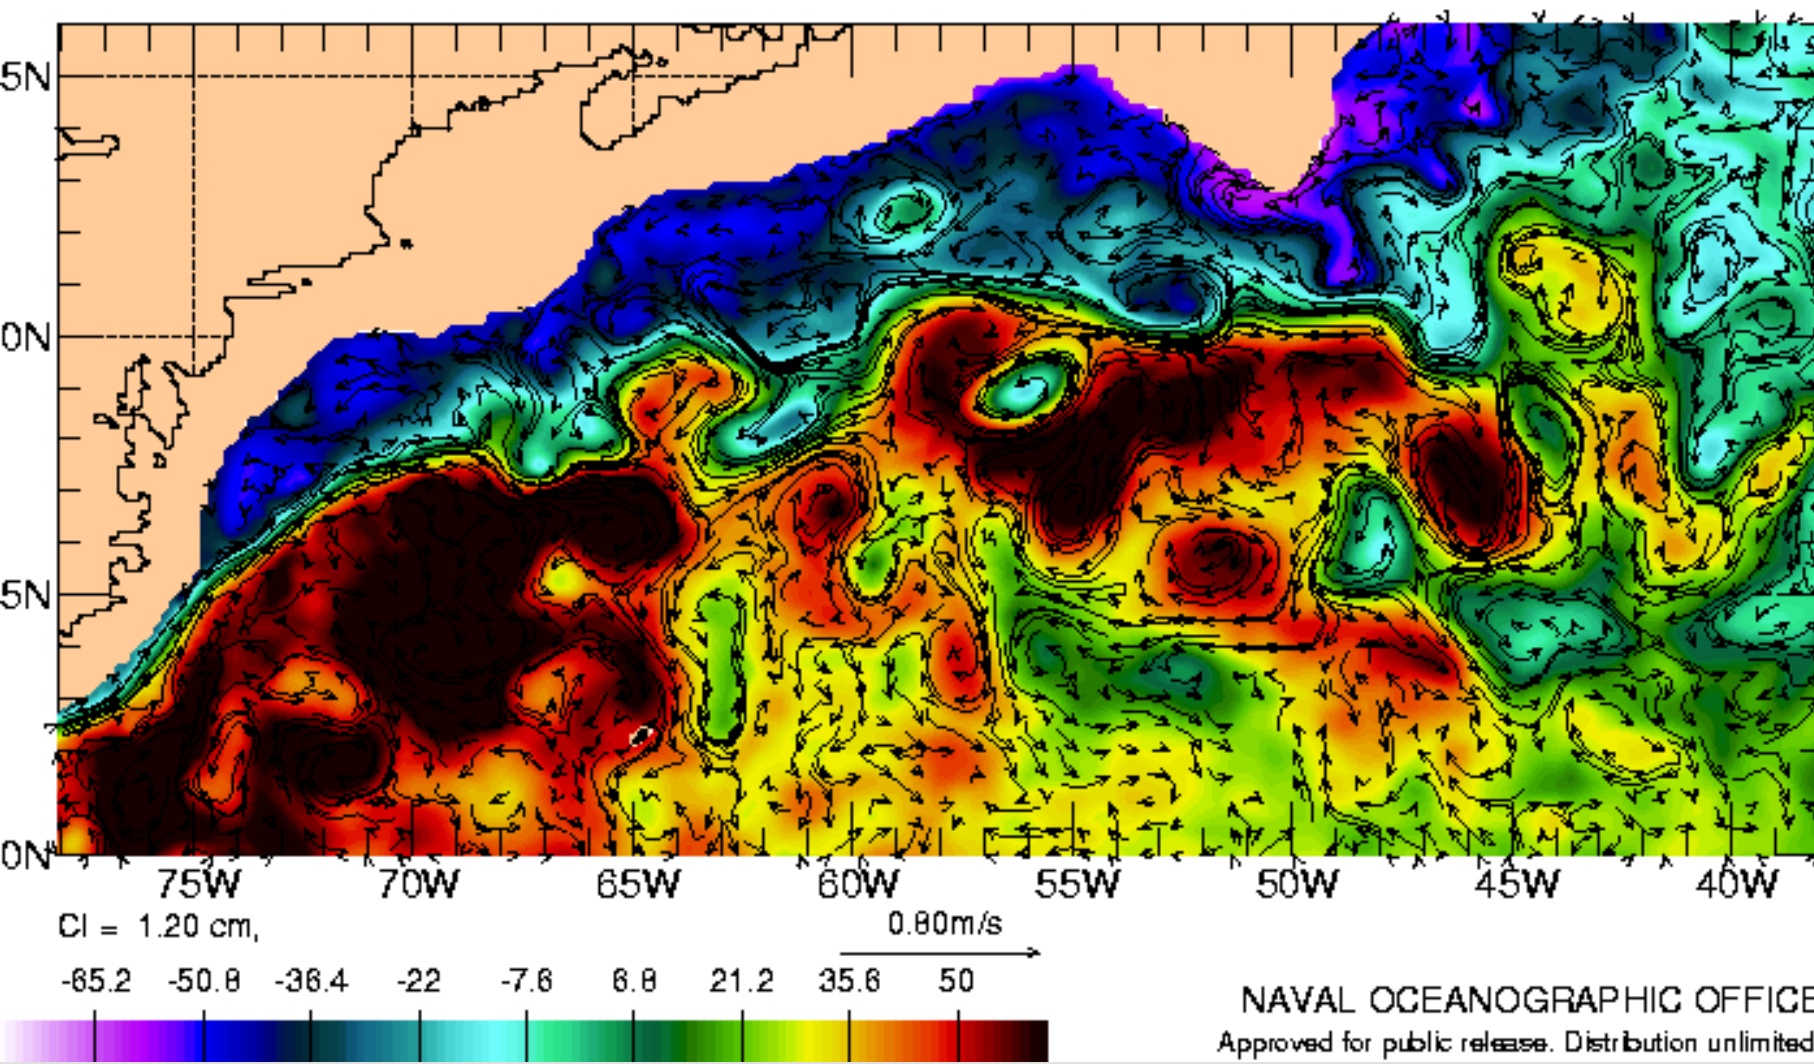 5N
0N
5N
0N
75W 70W 65W 60W 55W 50W 45W 40W
CI = 1.20 cm, 0.80m/s
-65.2 -50.8 -36.4 -22 -7.6 6.8 21.2 35.6 50
NAVAL OCEANOGRAPHIC OFFICE
Approved for public release. Distribution unlimited